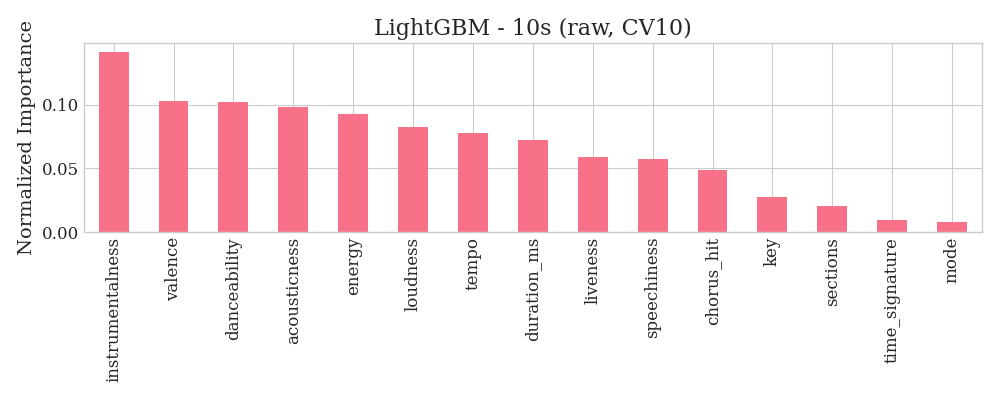 LightGBM - 10s (raw, CV10)
Normalized Importance
0.10
0.05
0.00
instrumentalness
valence
danceability
acousticness
energy
loudness
tempo
duration_ms
liveness
speechiness
chorus_hit
key
sections
time_signature
mode